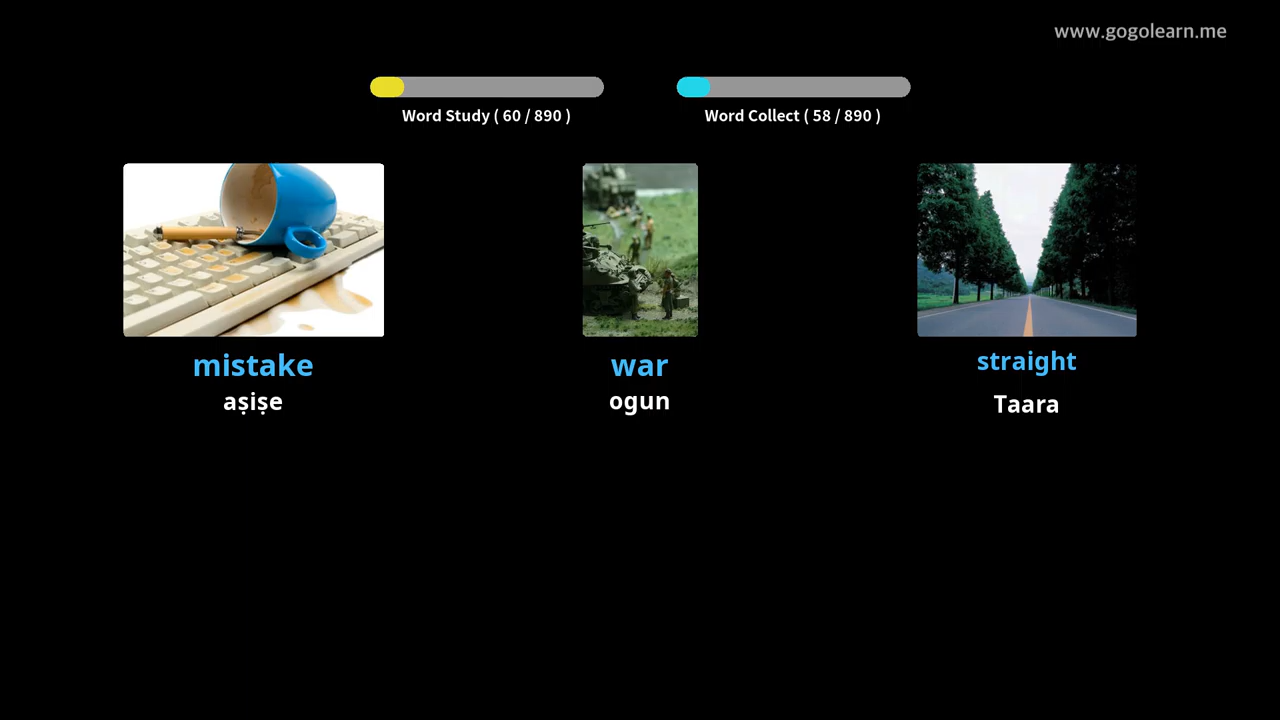 www.gogolearn.me
Word Study ( 60 / 890 )
Word Collect ( 58 / 890 )
mistake
aṣiṣe
war
ogun
straight
Taara